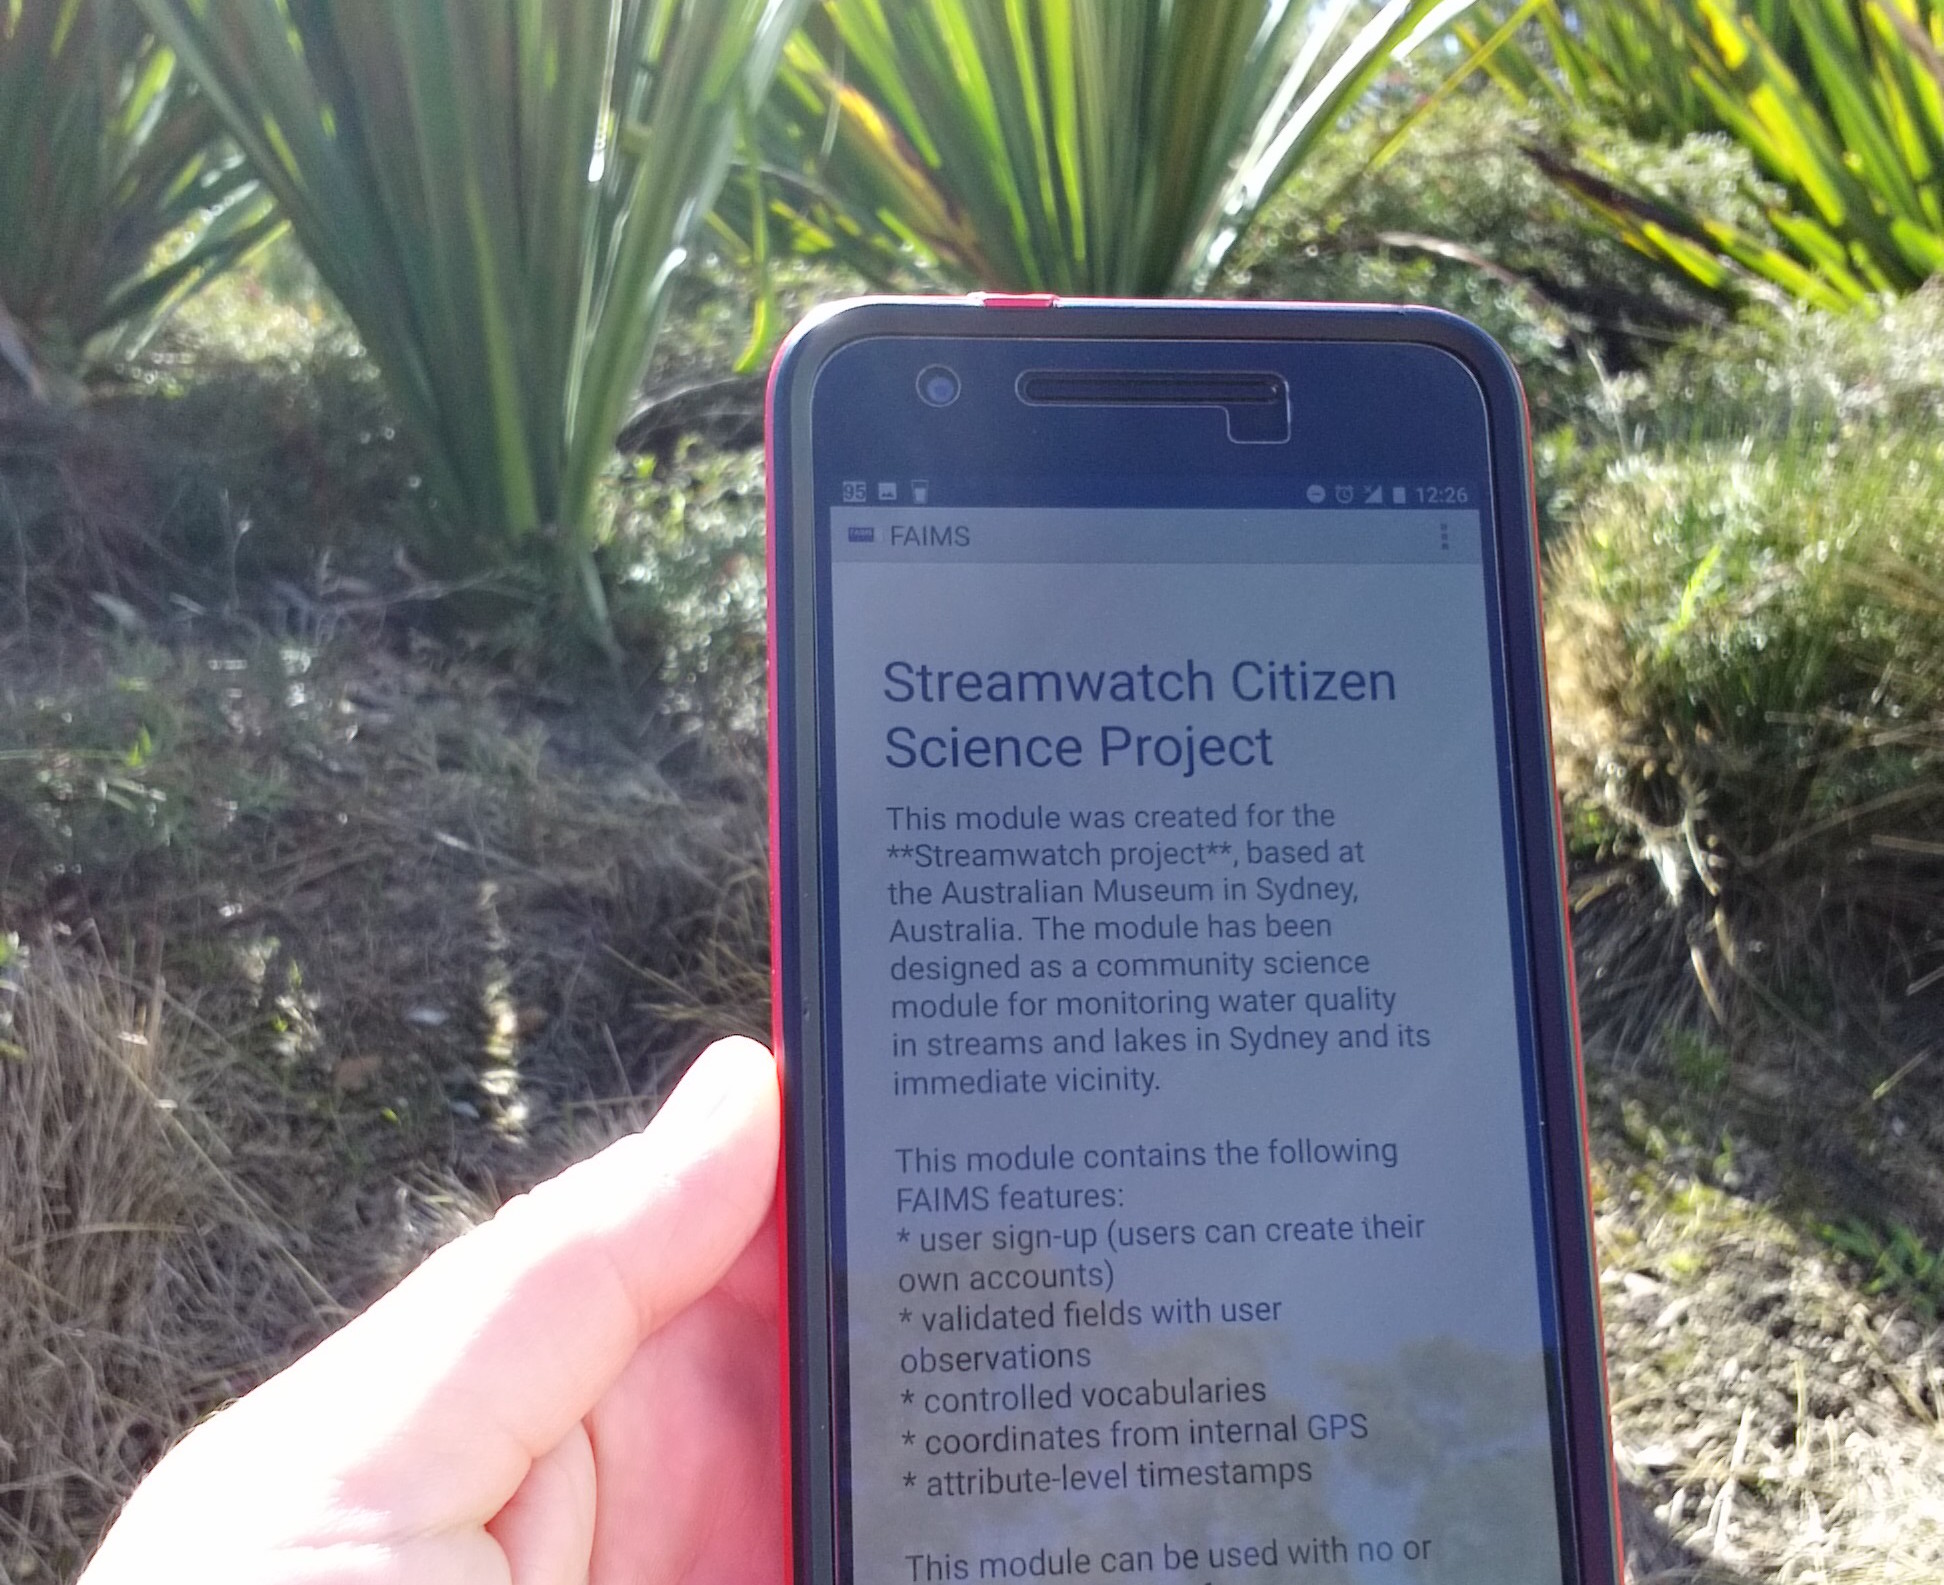 95 12:26
FAIMS
Streamwatch Citizen
Science Project
This module was created for the
**Streamwatch project**, based at
the Australian Museum in Sydney,
Australia. The module has been
designed as a community science
module for monitoring water quality
in streams and lakes in Sydney and its
immediate vicinity.
This module contains the following
FAIMS features:
* user sign-up (users can create their
own accounts)
* validated fields with user
observations
* controlled vocabularies
* coordinates from internal GPS
* attribute-level timestamps
This module can be used with no or